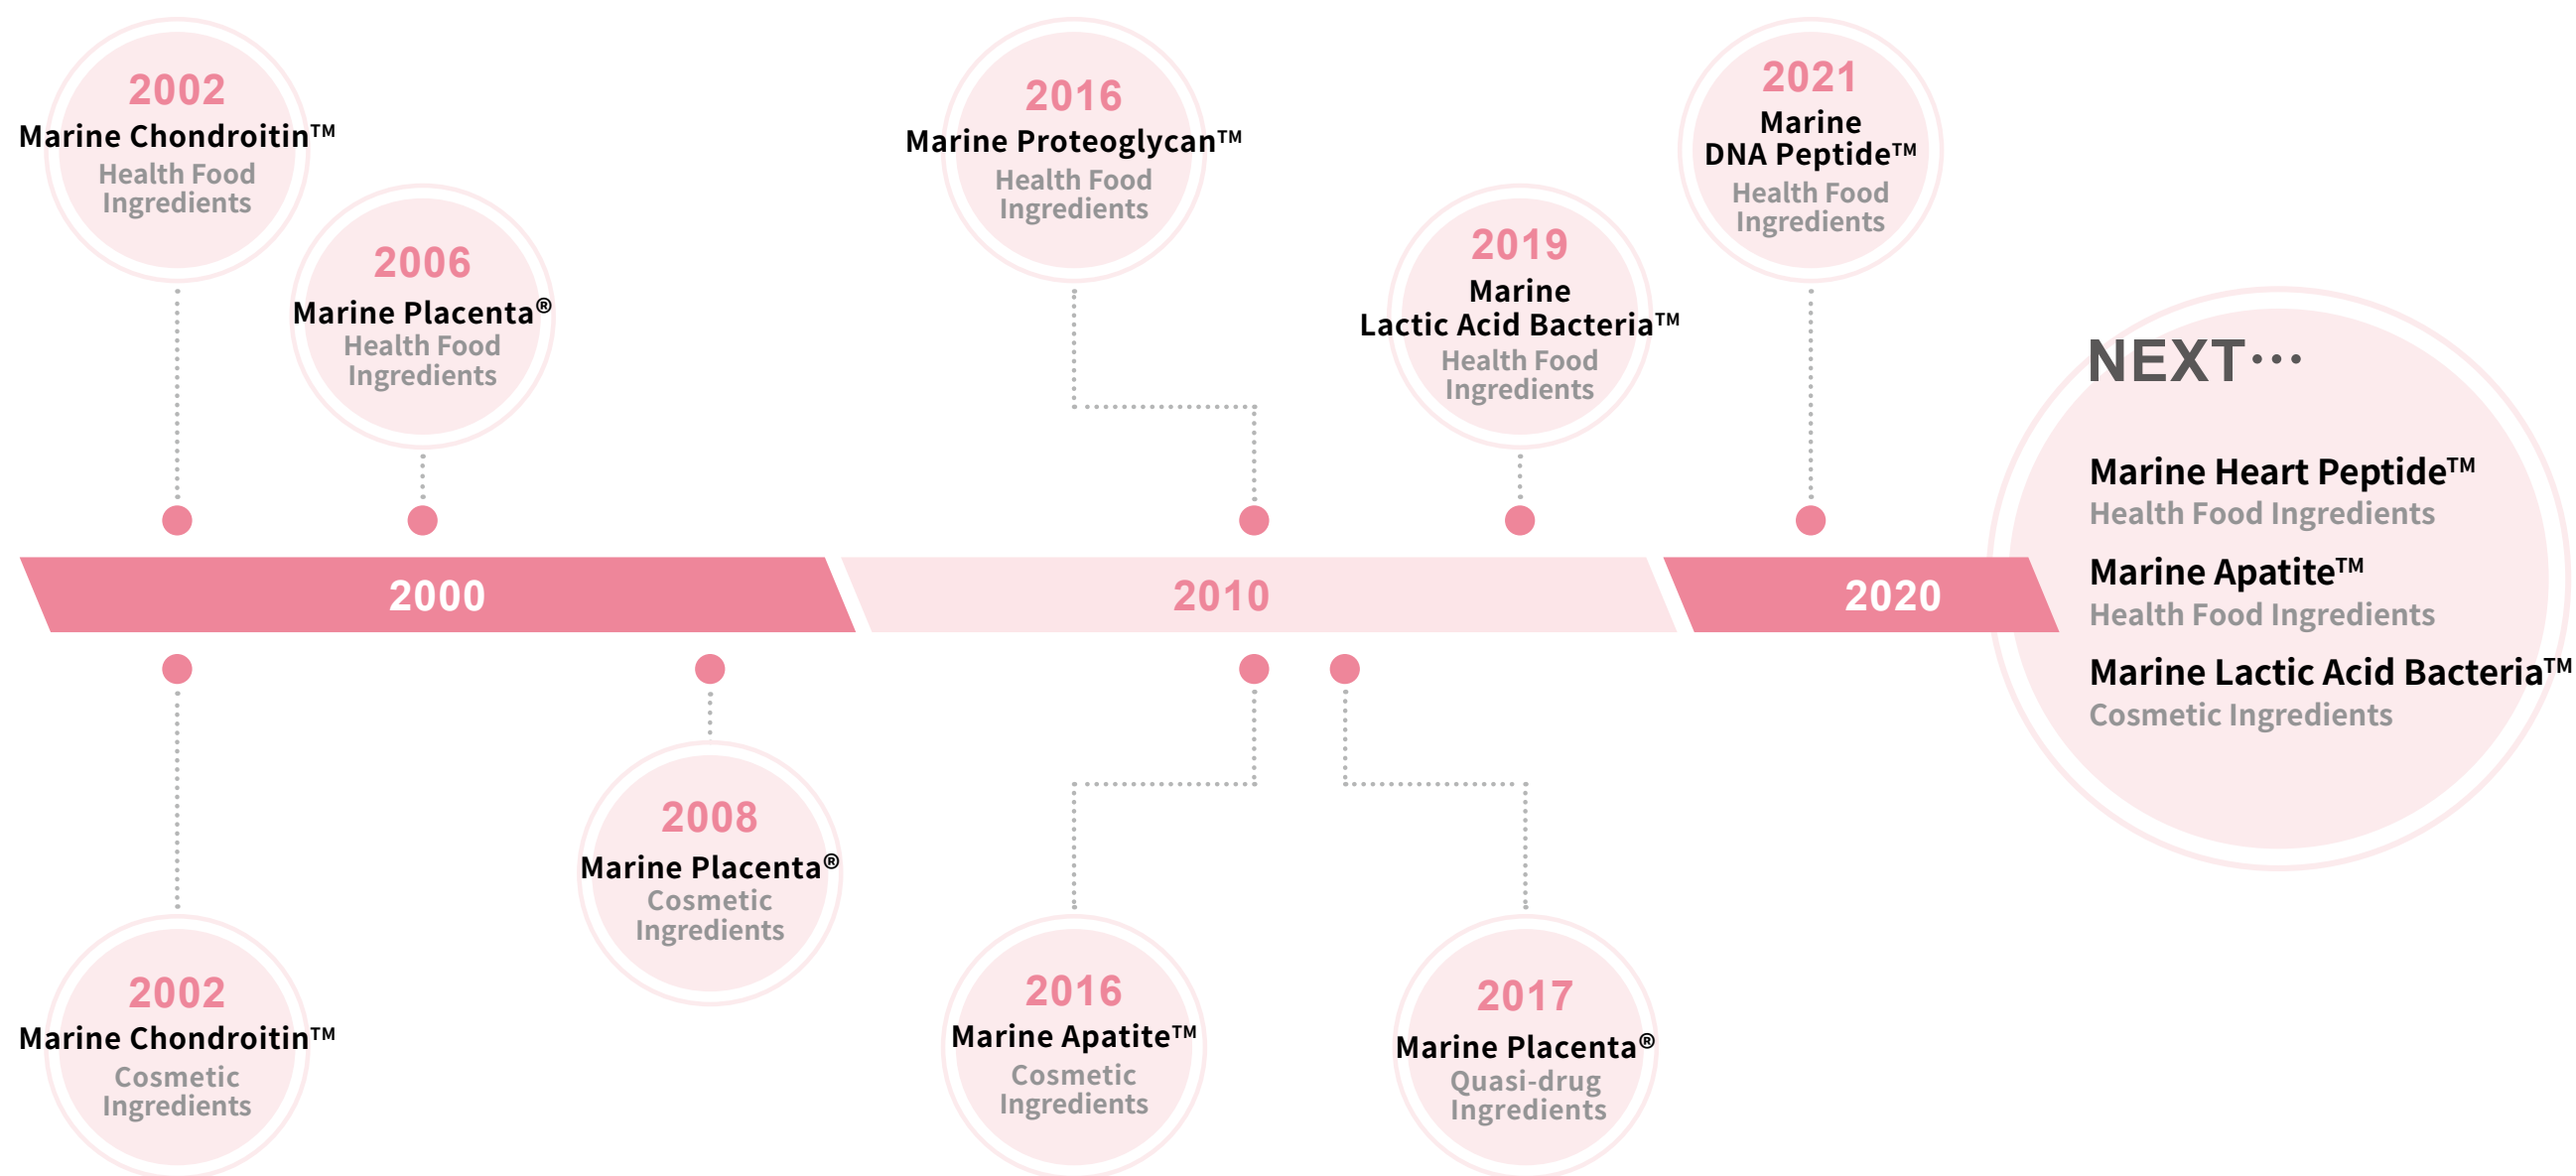 2002
Marine Chondroitin™
Health Food
Ingredients
2006
Marine Placenta®
Health Food
Ingredients
2016
Marine Proteoglycan™
Health Food
Ingredients
2019
Marine
Lactic Acid Bacteria™
Health Food
Ingredients
2021
Marine
DNA Peptide™
Health Food
Ingredients
2000
2010
2020
NEXT…
Marine Heart Peptide™
Health Food Ingredients
Marine Apatite™
Health Food Ingredients
Marine Lactic Acid Bacteria™
Cosmetic Ingredients
2002
Marine Chondroitin™
Cosmetic
Ingredients
2008
Marine Placenta®
Cosmetic
Ingredients
2016
Marine Apatite™
Cosmetic
Ingredients
2017
Marine Placenta®
Quasi-drug
Ingredients